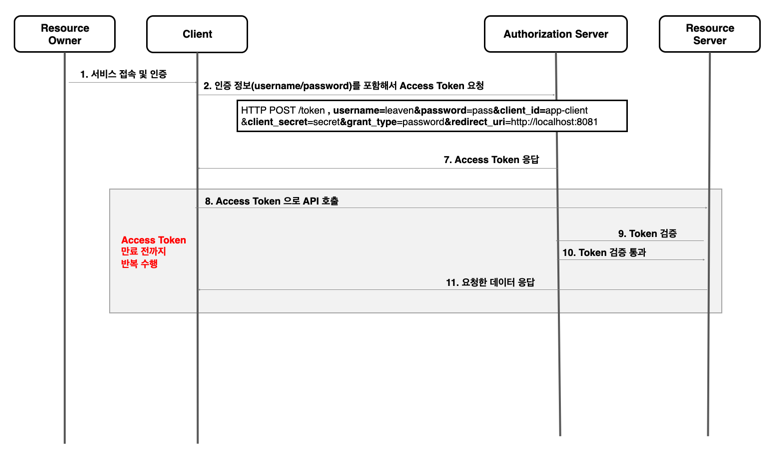 Resource
Owner
Client
Authorization Server
Resource
Server
1. 서비스 접속 및 인증
2. 인증 정보(username/password)를 포함해서 Access Token 요청
HTTP POST /token , username=leaven&password=pass&client_id=app-client
&client_secret=secret&grant_type=password&redirect_uri=http://localhost:8081
7. Access Token 응답
8. Access Token 으로 API 호출
Access Token
만료 전까지
반복 수행
9. Token 검증
10. Token 검증 통과
11. 요청한 데이터 응답